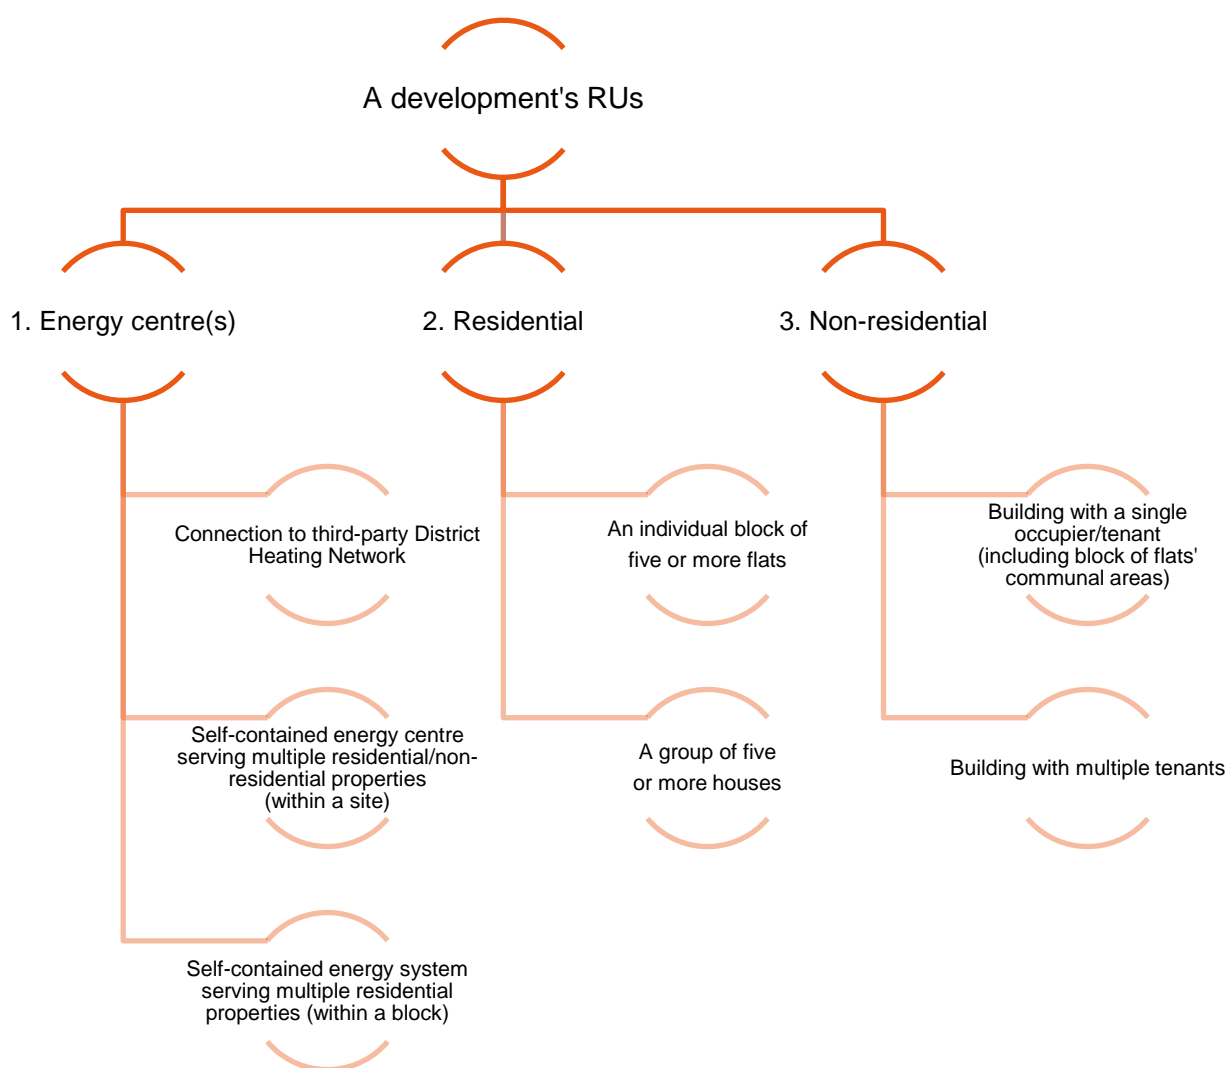 A development's RUs
1. Energy centre(s)
2. Residential
3. Non-residential
Connection to third-party District
Heating Network
Self-contained energy centre
serving multiple residential/non-
residential properties
(within a site)
Self-contained energy system
serving multiple residential
properties (within a block)
An individual block of
five or more flats
A group of five
or more houses
Building with a single
occupier/tenant
(including block of flats'
communal areas)
Building with multiple tenants